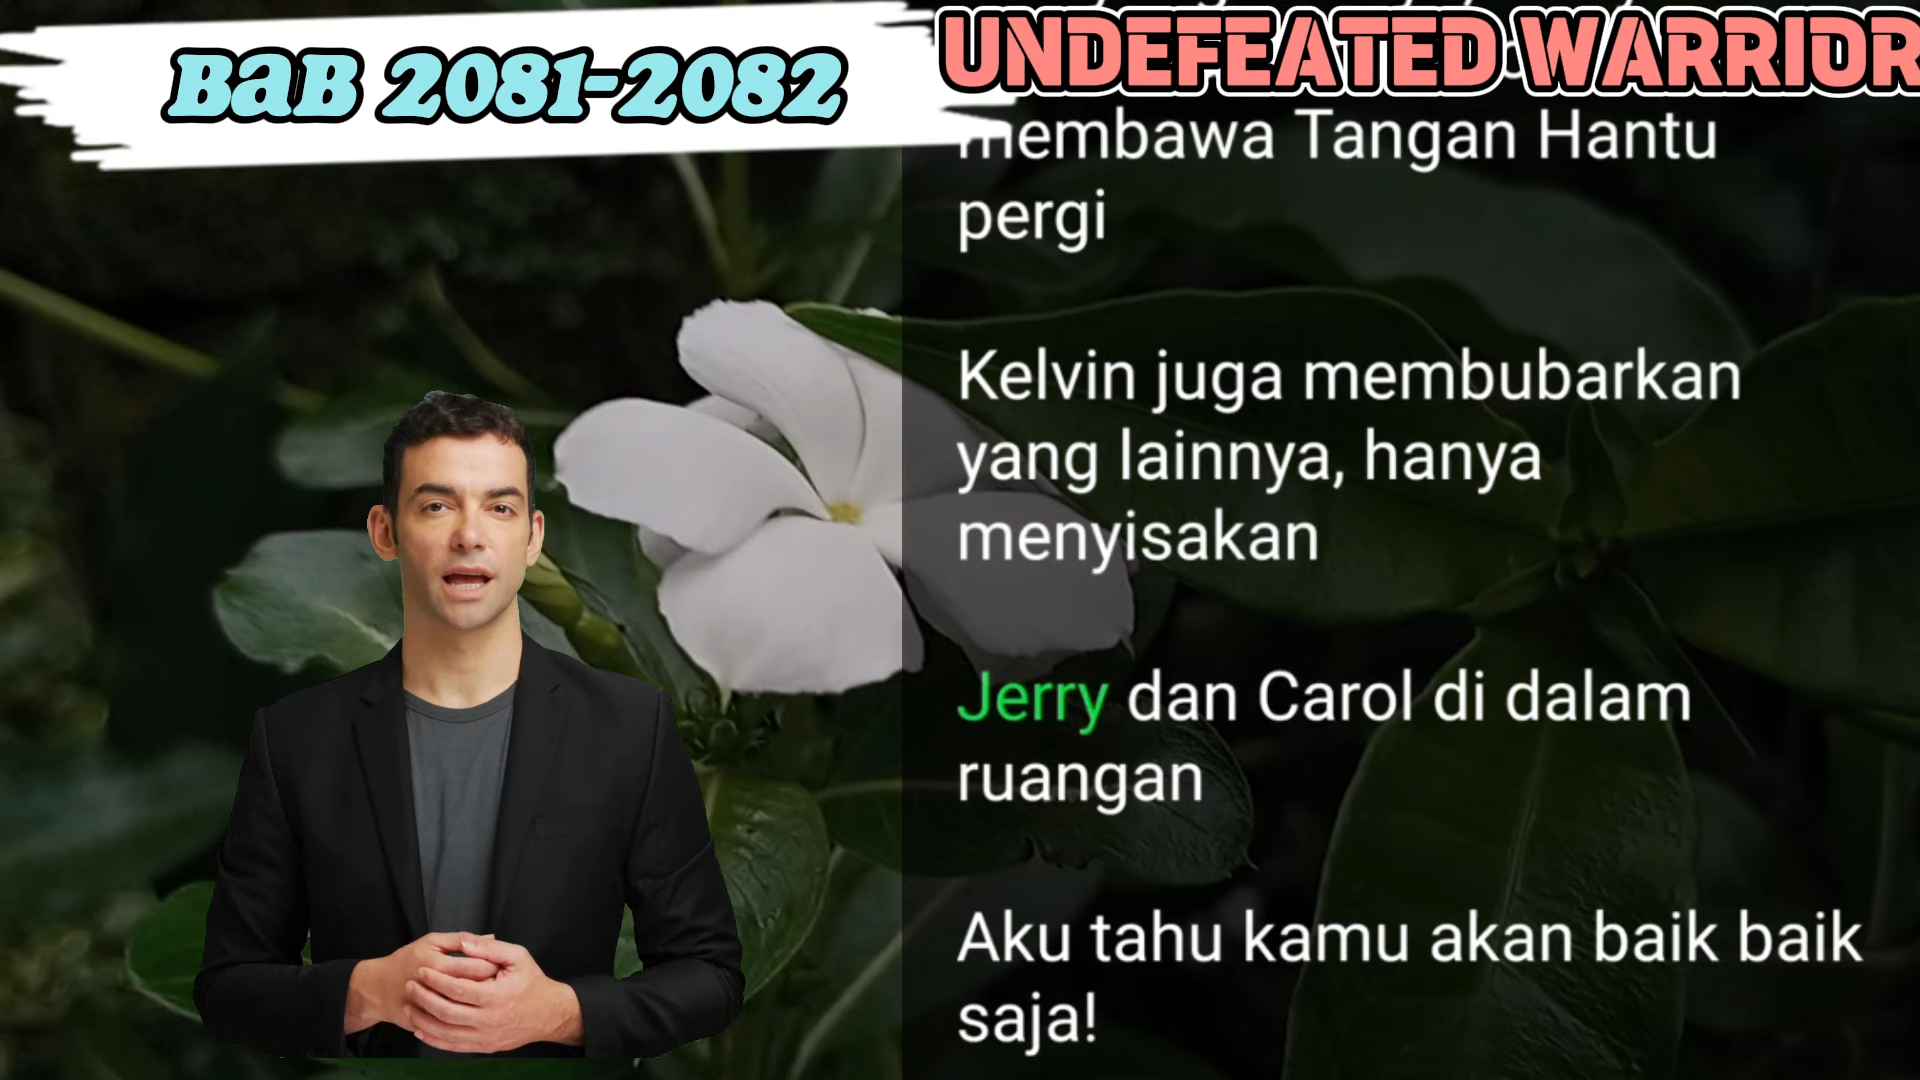 BaB 2081-2082
UNDEFEATED WARRIOR
membawa Tangan Hantu
pergi
Kelvin juga membubarkan
yang lainnya, hanya
menyisakan
Jerry dan Carol di dalam
ruangan
Aku tahu kamu akan baik baik
saja!